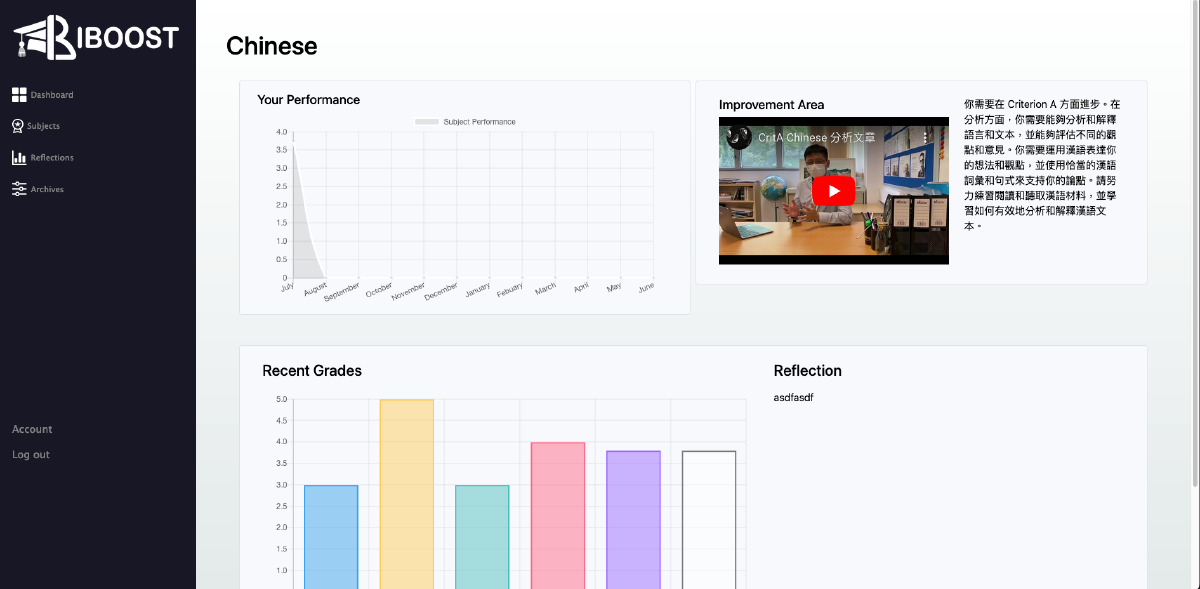 IBOOST
Dashboard
Subjects
Reflections
Archives
Account
Log out
Chinese
Your Performance
Subject Performance
4.0
3.5
3.0
2.5
2.0
1.5
1.0
0.5
0
July
August
September
October
November
December
January
Febuary
March
April
May
June
Improvement Area
CritA Chinese 分析文章
你需要在 Criterion A 方面進步。在
分析方面，你需要能夠分析和解釋
語言和文本，並能夠評估不同的觀
點和意見。你需要運用漢語表達你
的想法和觀點，並使用恰當的漢語
詞彙和句式來支持你的論點。請努
力練習閱讀和聽取漢語材料，並學
習如何有效地分析和解釋漢語文
本。
Recent Grades
5.0
4.5
4.0
3.5
3.0
2.5
2.0
1.5
1.0
Reflection
asdfasdf